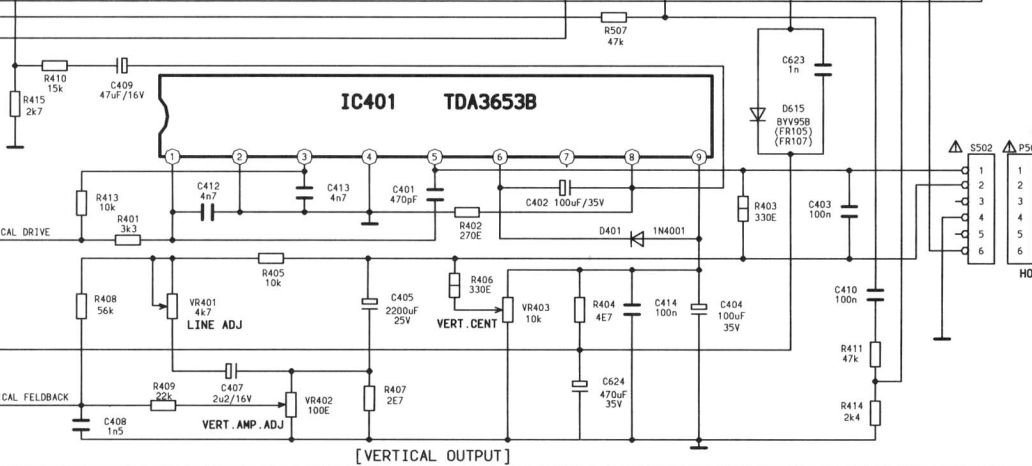 R507
47k
R410
15k
C409
47uF/16V
R415
2k7
IC401 TDA3653B
C623
1n
D615
BYV95B
(FR105)
(FR107)
1 2 3 4 5 6 7 8 9
S502
P50
1 1
2 2
3 3
4 4
5 5
6 6
HO
R413
10k
C412
4n7
C413
4n7
C401
470pF
C402 100uF/35V
R402
270E
R403
330E
C403
100n
R401
3k3
CAL DRIVE
D401 1N4001
R405
10k
R408
56k
VR401
4k7
LINE ADJ
C405
2200uF
25V
R406
330E
VERT.CENT
VR403
10k
R404
4E7
C414
100n
C404
100uF
35V
C410
100n
R411
47k
CAL FELDBACK
R409
22k
C407
2u2/16V
VR402
100E
VERT.AMP.ADJ
R407
2E7
C624
470uF
35V
R414
2k4
C408
1n5
[VERTICAL OUTPUT]